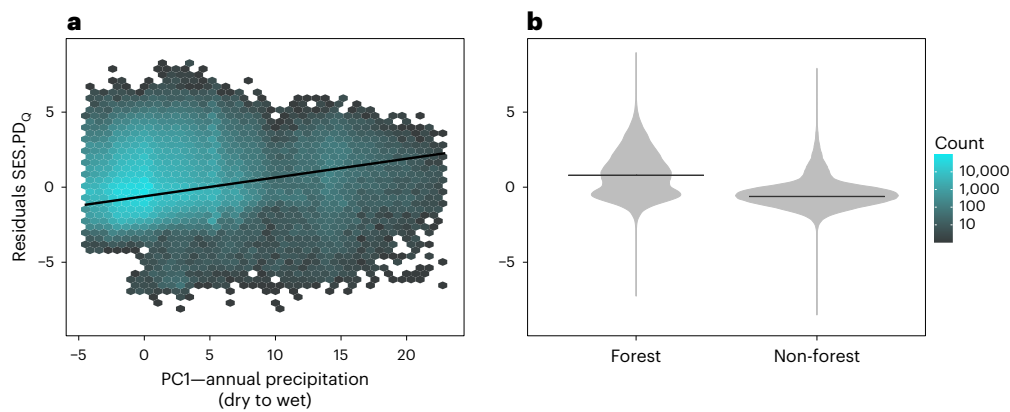 a
b
Residuals SES.PDQ
5
0
−5
−5
0
5
10
15
20
PC1—annual precipitation
(dry to wet)
5
0
−5
Forest
Non-forest
Count
10,000
1,000
100
10